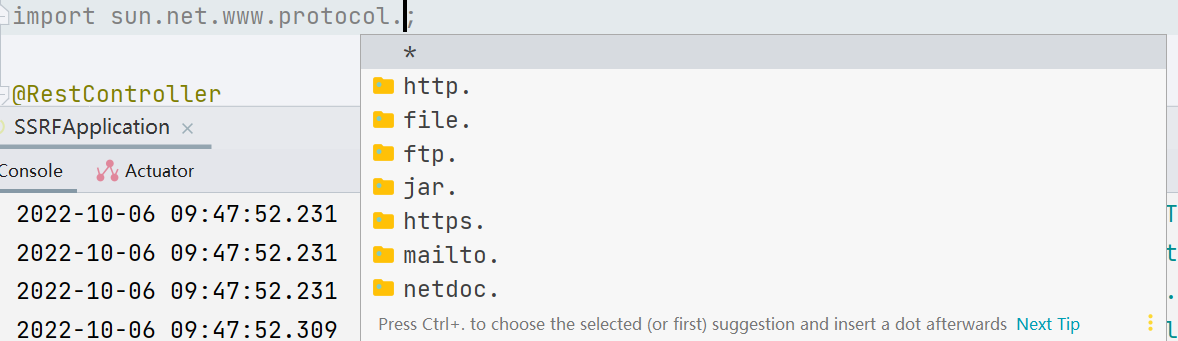 import sun.net.www.protocol.;
*
http.
@RestController
file.
SSRFApplication ×
ftp.
Console
Actuator
jar.
2022-10-06 09:47:52.231
https.
2022-10-06 09:47:52.231
mailto.
2022-10-06 09:47:52.231
netdoc.
2022-10-06 09:47:52.309
Press Ctrl+. to choose the selected (or first) suggestion and insert a dot afterwards Next Tip